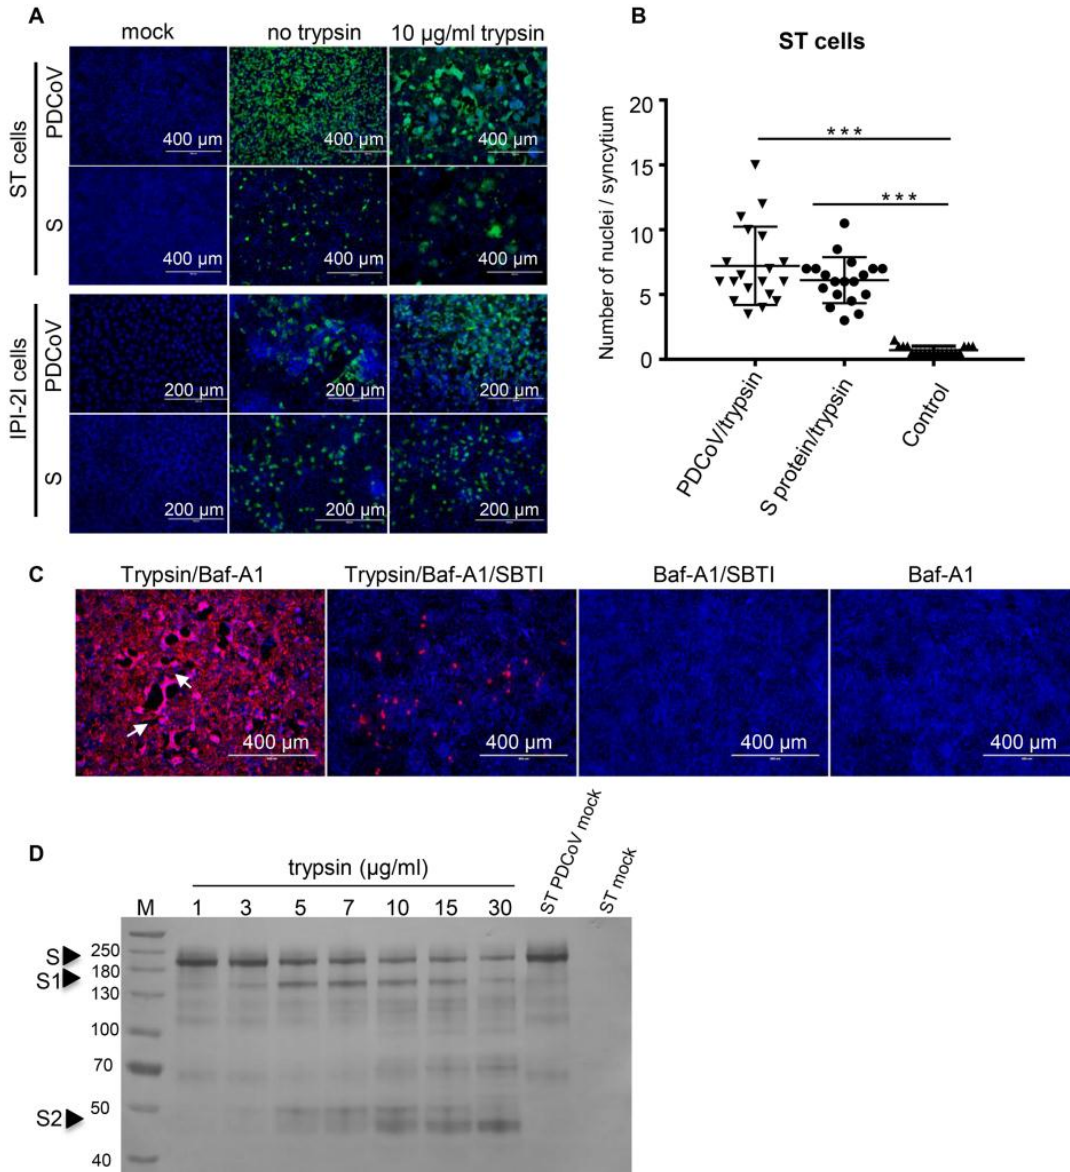 A
mock
no trypsin
10 µg/ml trypsin
ST cells
PDCoV
400 µm
400 µm
400 µm
S
400 µm
400 µm
400 µm
IPI-2I cells
PDCoV
200 µm
200 µm
200 µm
S
200 µm
200 µm
200 µm
B
ST cells
Number of nuclei / syncytium
20
15
10
5
0
***
***
PDCoV/trypsin
S protein/trypsin
Control
C
Trypsin/Baf-A1
Trypsin/Baf-A1/SBTI
Baf-A1/SBTI
Baf-A1
400 µm
400 µm
400 µm
400 µm
D
trypsin (µg/ml)
M
1
3
5
7
10
15
30
ST PDCoV mock
ST mock
S
S1
S2
250
180
130
100
70
50
40